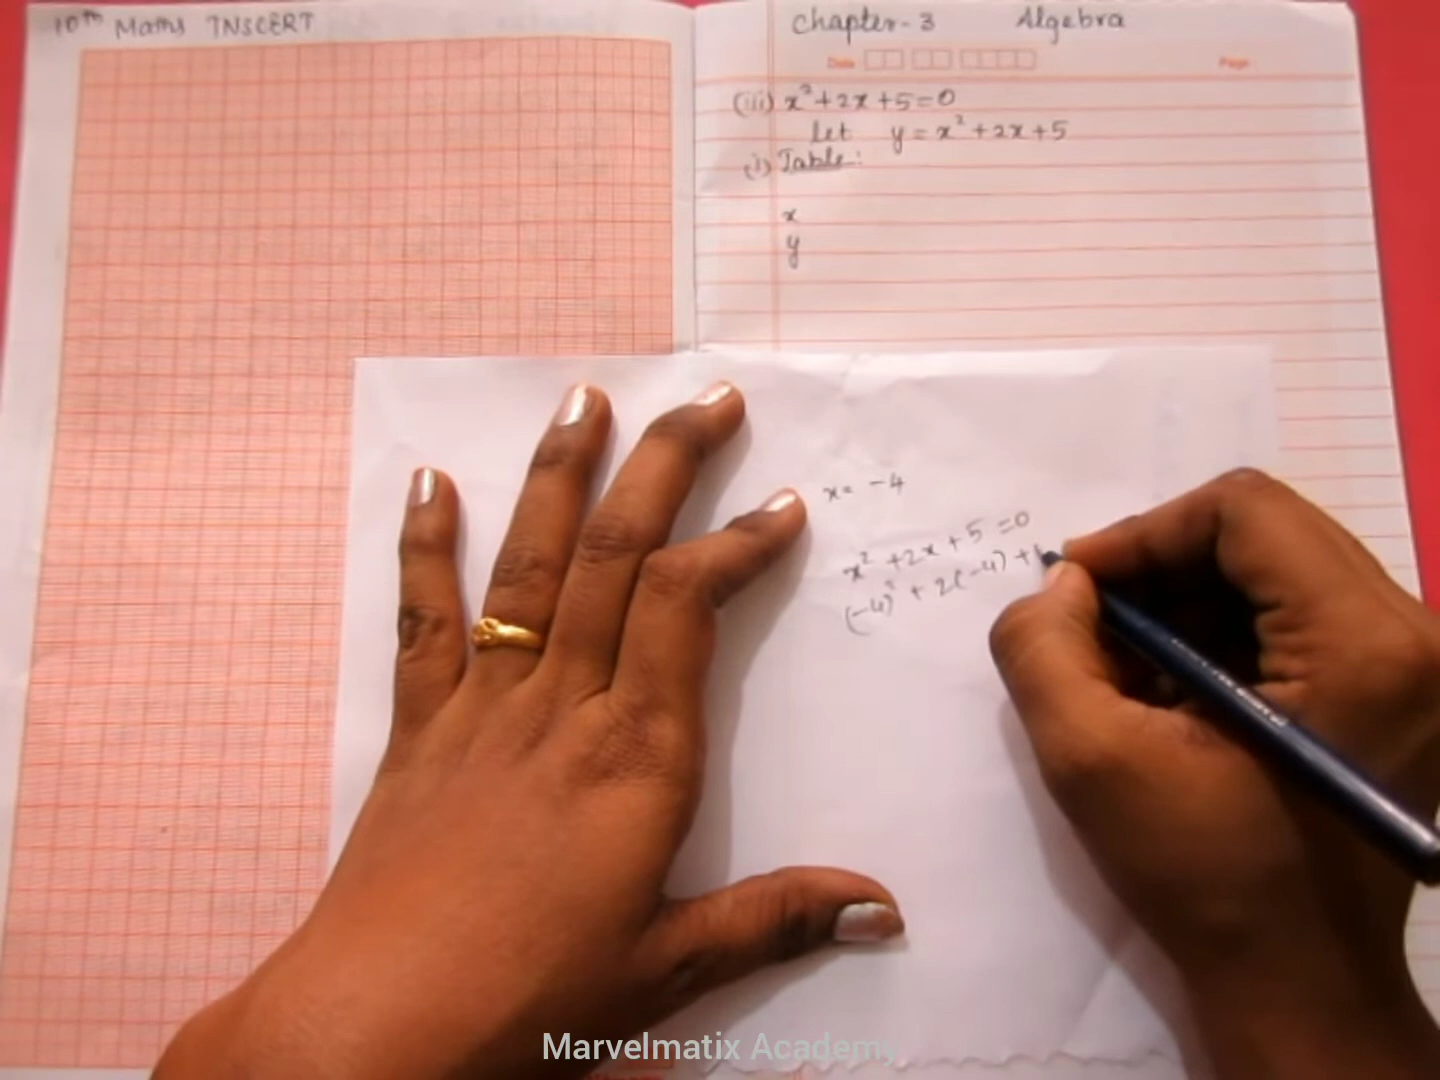 10th Maths TNSCERT
Chapter-3 Algebra
Date Page
(iii) x²+2x+5=0
Let y=x²+2x+5
(i) Table:
x
y
x= -4
x²+2x+5=0
(-4)²+2(-4)+
Marvelmatix Academy